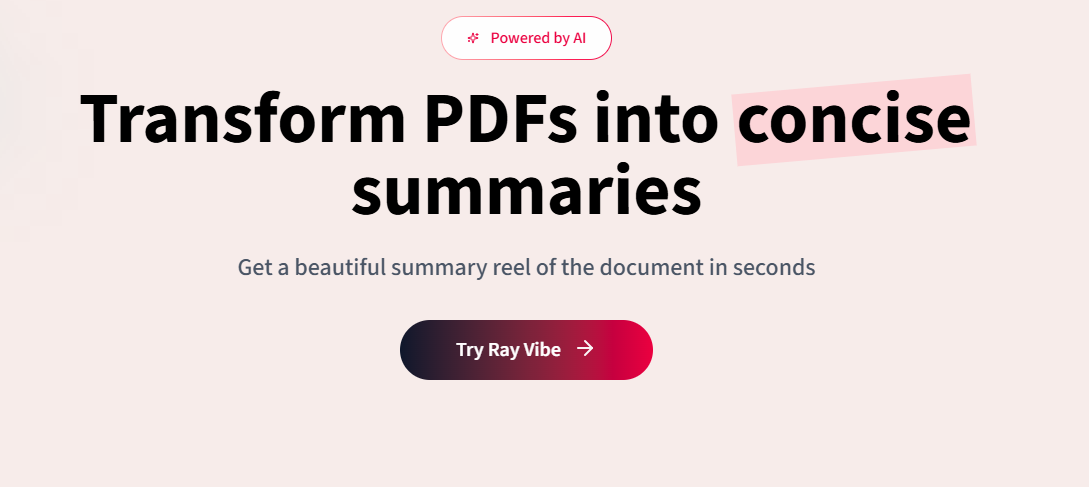 Powered by AI
Transform PDFs into concise
summaries
Get a beautiful summary reel of the document in seconds
Try Ray Vibe